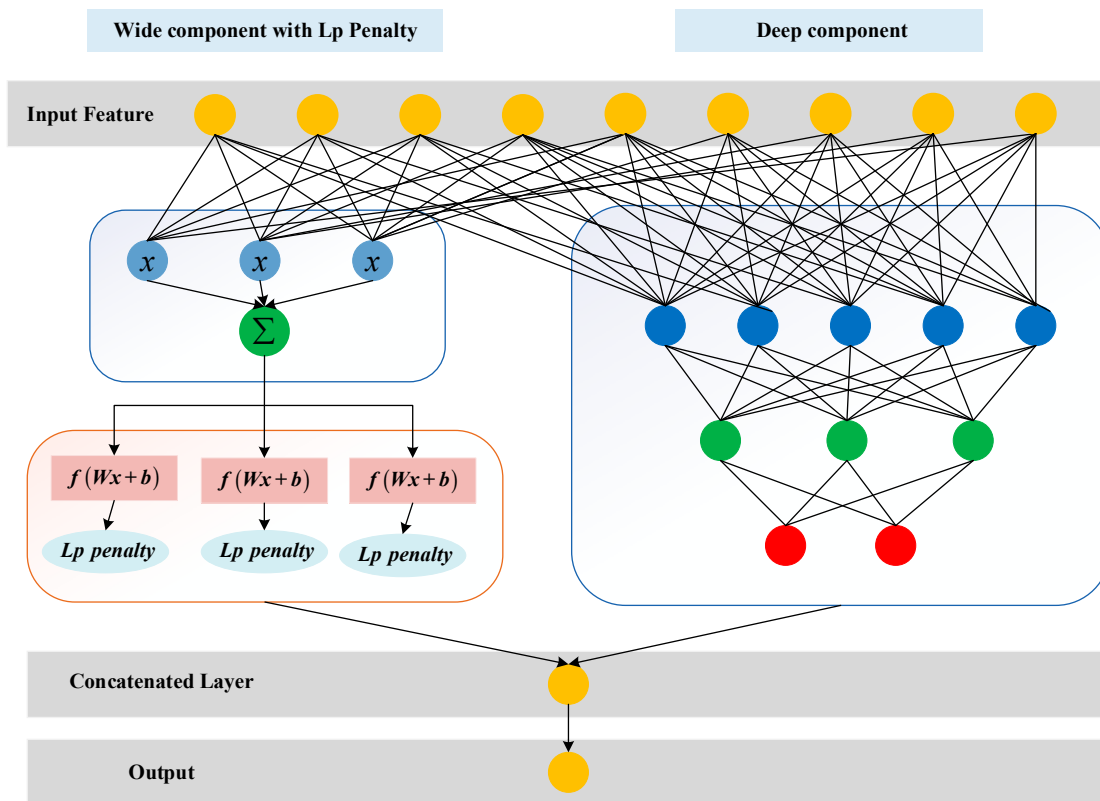 Wide component with Lp Penalty
Deep component
Input Feature
x x x
Σ
f(Wx+b) f(Wx+b) f(Wx+b)
Lp penalty Lp penalty Lp penalty
Concatenated Layer
Output